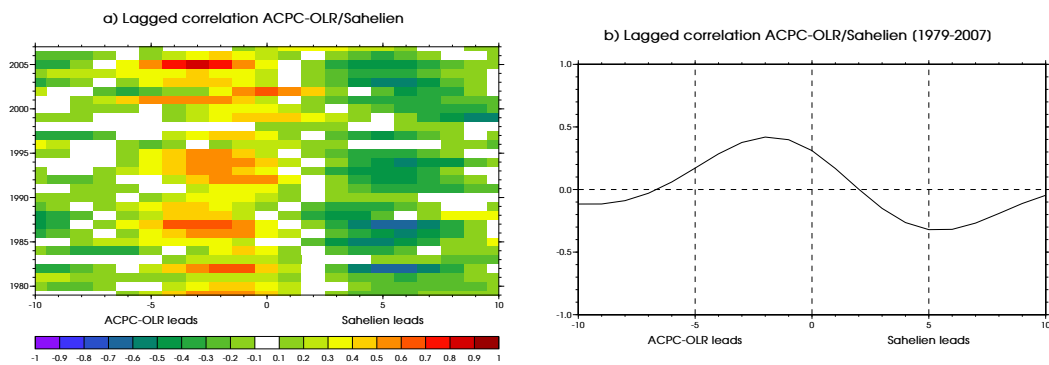 a) Lagged correlation ACPC-OLR/Sahelien
2005
2000
1995
1990
1985
1980
-10 -5 0 5 10
ACPC-OLR leads Sahelien leads
-1 -0.9 -0.8 -0.7 -0.6 -0.5 -0.4 -0.3 -0.2 -0.1 0.1 0.2 0.3 0.4 0.5 0.6 0.7 0.8 0.9 1
b) Lagged correlation ACPC-OLR/Sahelien (1979-2007)
1.0
0.5
0.0
-0.5
-1.0
-10 -5 0 5 10
ACPC-OLR leads Sahelien leads